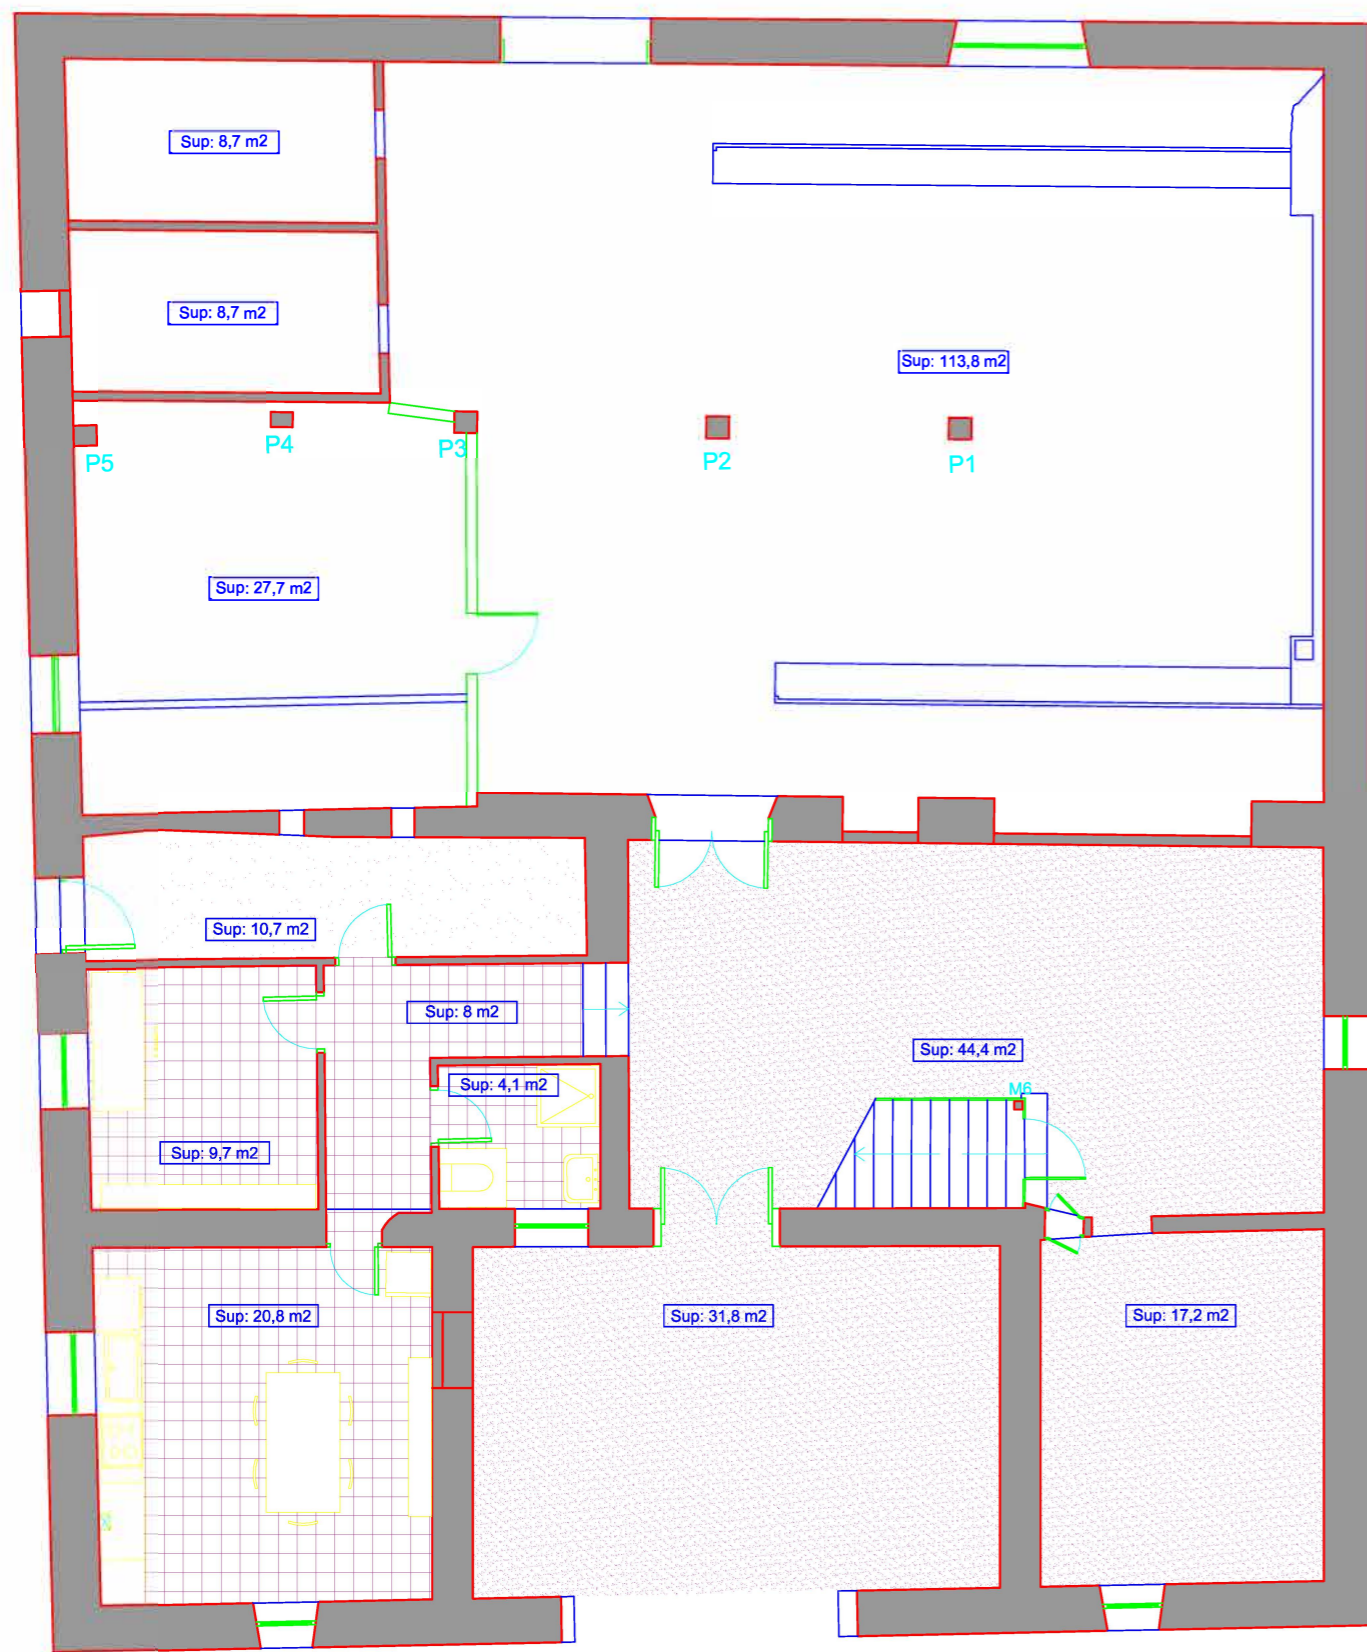 Sup: 8,7 m2
Sup: 8,7 m2
Sup: 113,8 m2
P5
P4
P3
P2
P1
Sup: 27,7 m2
Sup: 10,7 m2
Sup: 8 m2
Sup: 44,4 m2
Sup: 4,1 m2
M6
Sup: 9,7 m2
Sup: 20,8 m2
Sup: 31,8 m2
Sup: 17,2 m2